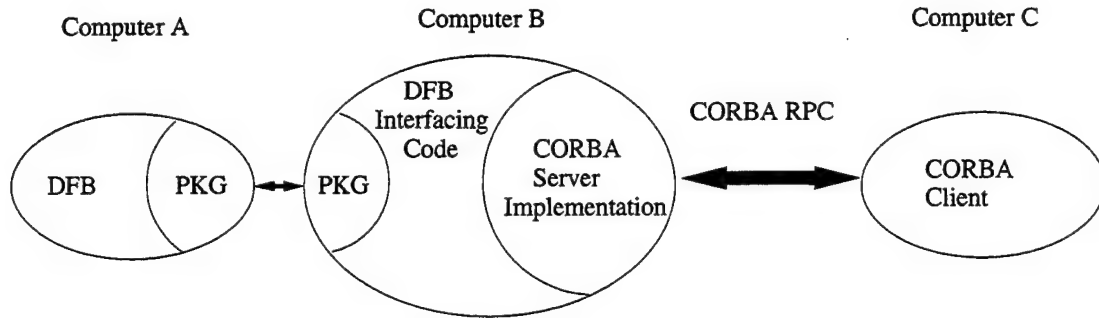 Computer A
Computer B
Computer C
DFB
PKG
PKG
DFB
Interfacing
Code
CORBA
Server
Implementation
CORBA RPC
CORBA
Client